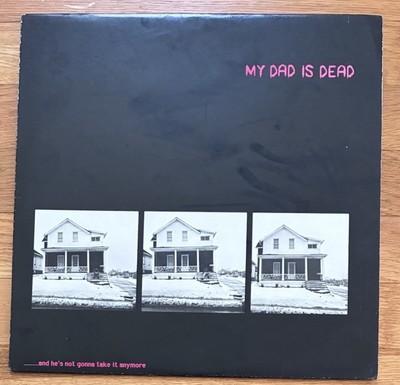 MY DAD IS DEAD
......and he's not gonna take it anymore